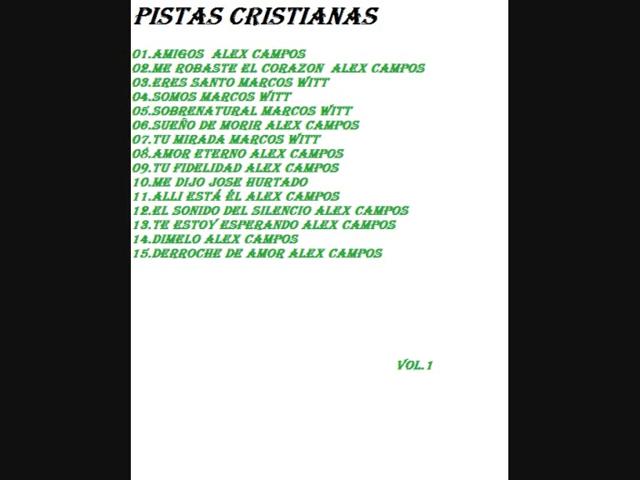 PISTAS CRISTIANAS
01.AMIGOS ALEX CAMPOS
02.ME ROBASTE EL CORAZON ALEX CAMPOS
03.ERES SANTO MARCOS WITT
04.SOMOS MARCOS WITT
05.SOBRENATURAL MARCOS WITT
06.SUEÑO DE MORIR ALEX CAMPOS
07.TU MIRADA MARCOS WITT
08.AMOR ETERNO ALEX CAMPOS
09.TU FIDELIDAD ALEX CAMPOS
10.ME DIJO JOSE HURTADO
11.ALLI ESTÁ ÉL ALEX CAMPOS
12.EL SONIDO DEL SILENCIO ALEX CAMPOS
13.TE ESTOY ESPERANDO ALEX CAMPOS
14.DIMELO ALEX CAMPOS
15.DERROCHE DE AMOR ALEX CAMPOS
VOL.1